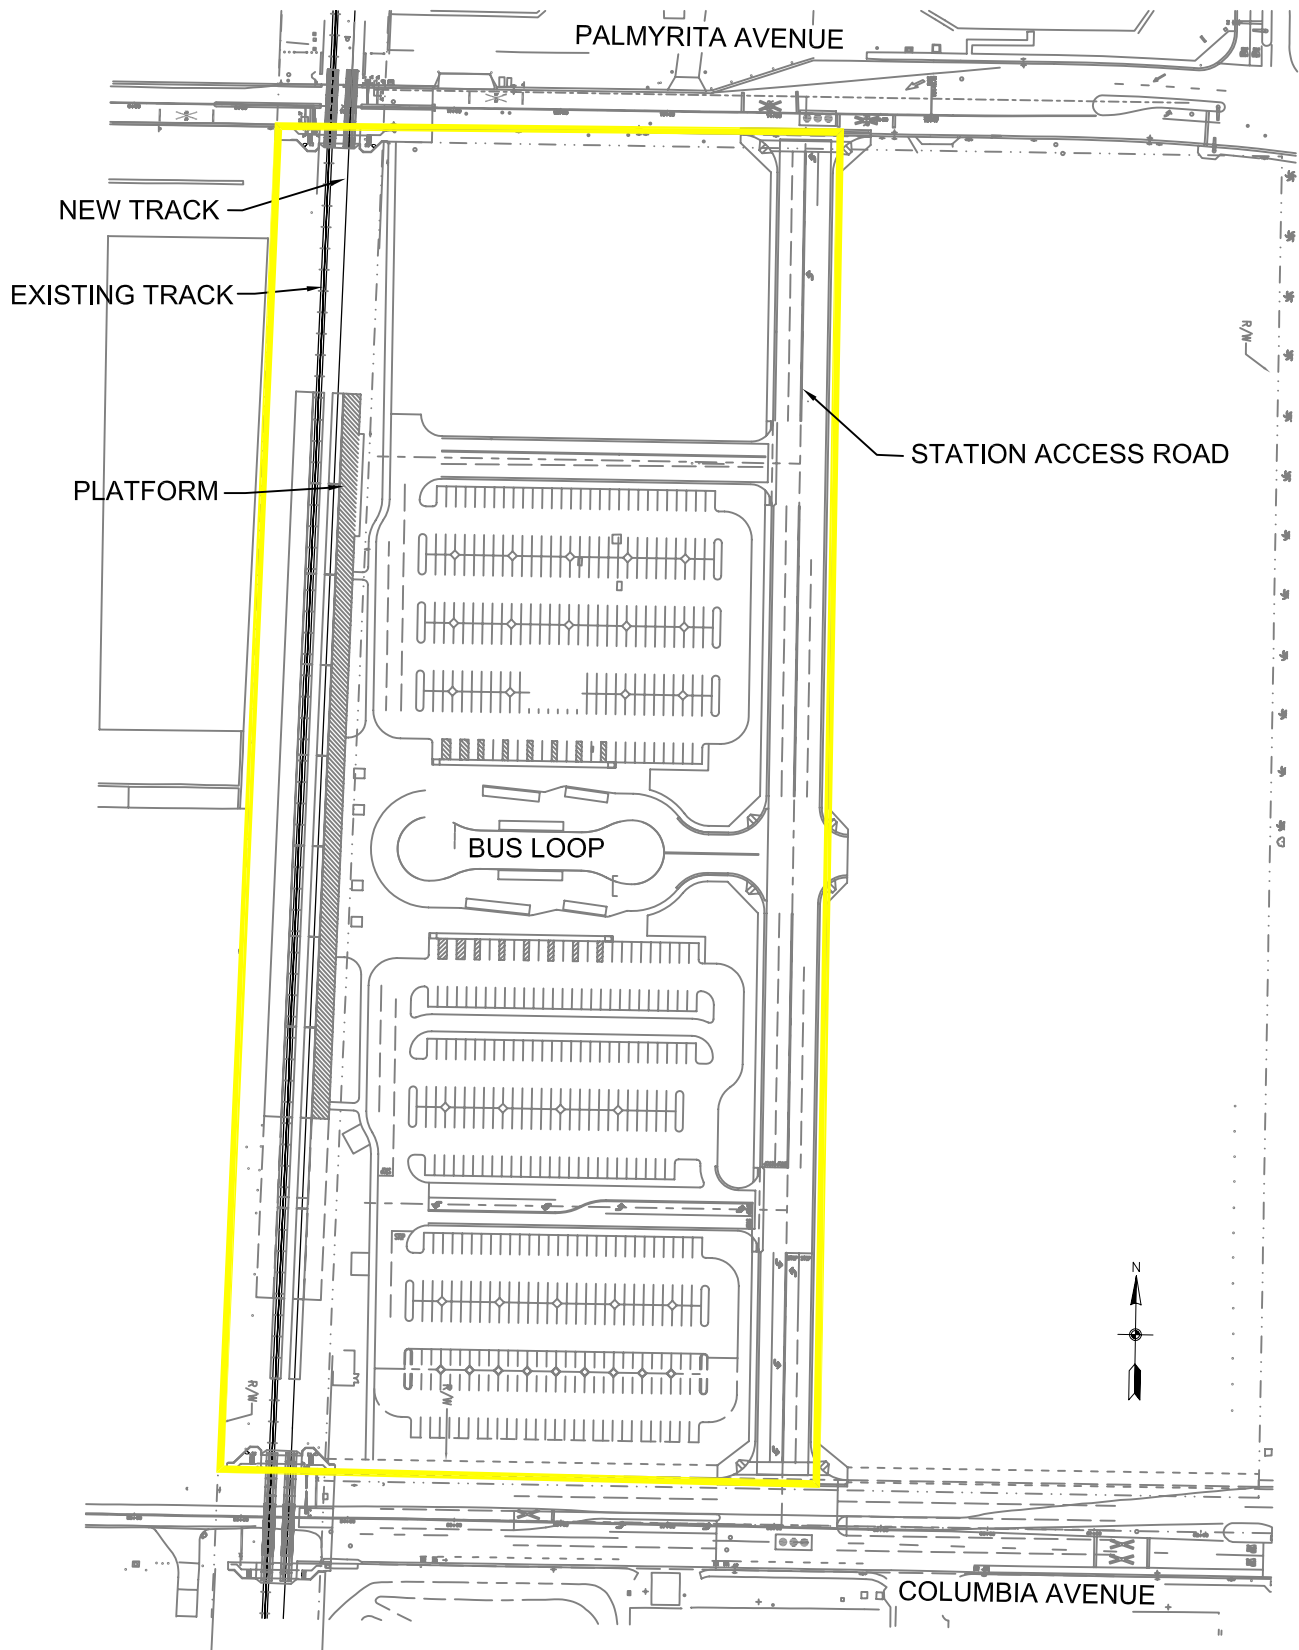 PALMYRITA AVENUE
NEW TRACK
EXISTING TRACK
R/W
STATION ACCESS ROAD
PLATFORM
BUS LOOP
N
R/W
R/W
COLUMBIA AVENUE